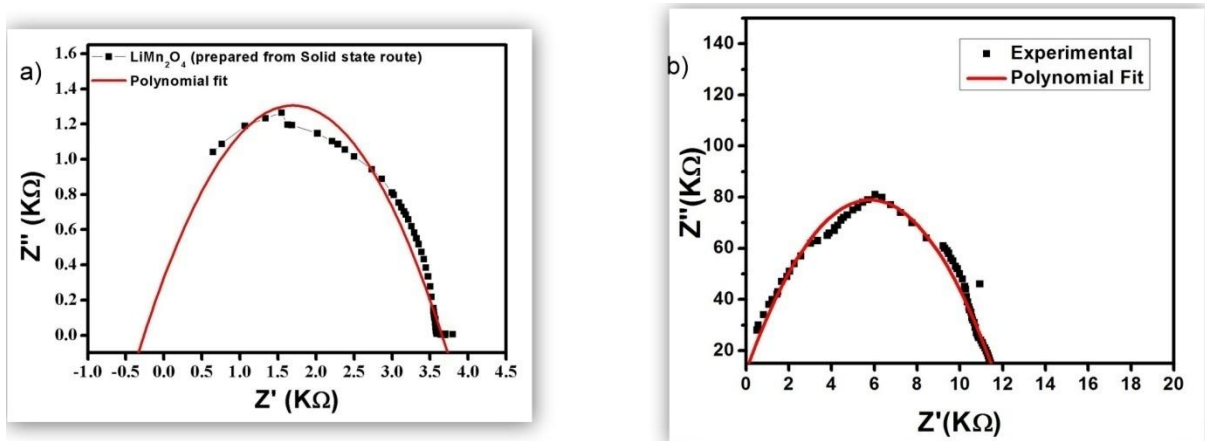 a)
LiMn₂O₄ (prepared from Solid state route)
Polynomial fit
1.6
1.4
1.2
1.0
0.8
0.6
0.4
0.2
0.0
Z'' (KΩ)
-1.0 -0.5 0.0 0.5 1.0 1.5 2.0 2.5 3.0 3.5 4.0 4.5
Z' (KΩ)
b)
Experimental
Polynomial Fit
140
120
100
80
60
40
20
Z''(KΩ)
0 2 4 6 8 10 12 14 16 18 20
Z'(KΩ)